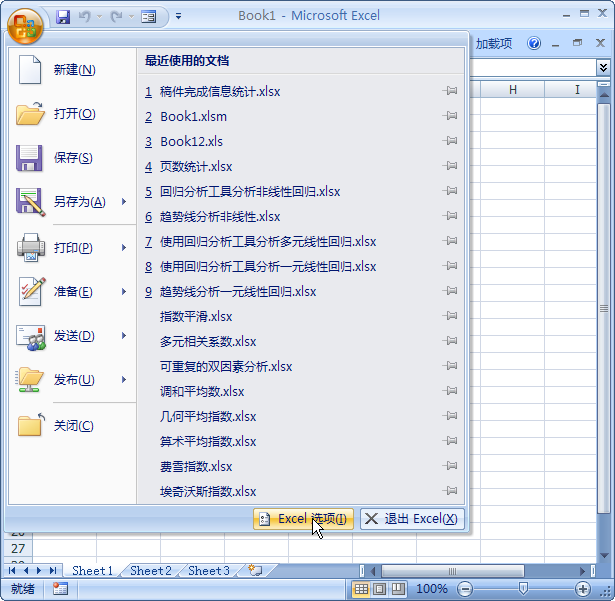 Book1 - Microsoft Excel
加载项
最近使用的文档
新建(N)
打开(O)
保存(S)
另存为(A)
打印(P)
准备(E)
发送(D)
发布(U)
关闭(C)
1 稿件完成信息统计.xlsx
2 Book1.xlsm
3 Book12.xls
4 页数统计.xlsx
5 回归分析工具分析非线性回归.xlsx
6 趋势线分析非线性.xlsx
7 使用回归分析工具分析多元线性回归.xlsx
8 使用回归分析工具分析一元线性回归.xlsx
9 趋势线分析一元线性回归.xlsx
指数平滑.xlsx
多元相关系数.xlsx
可重复的双因素分析.xlsx
调和平均数.xlsx
几何平均指数.xlsx
算术平均指数.xlsx
费雪指数.xlsx
埃奇沃斯指数.xlsx
Excel 选项(I)
退出 Excel(X)
H
I
27
Sheet1
Sheet2
Sheet3
就绪
100%